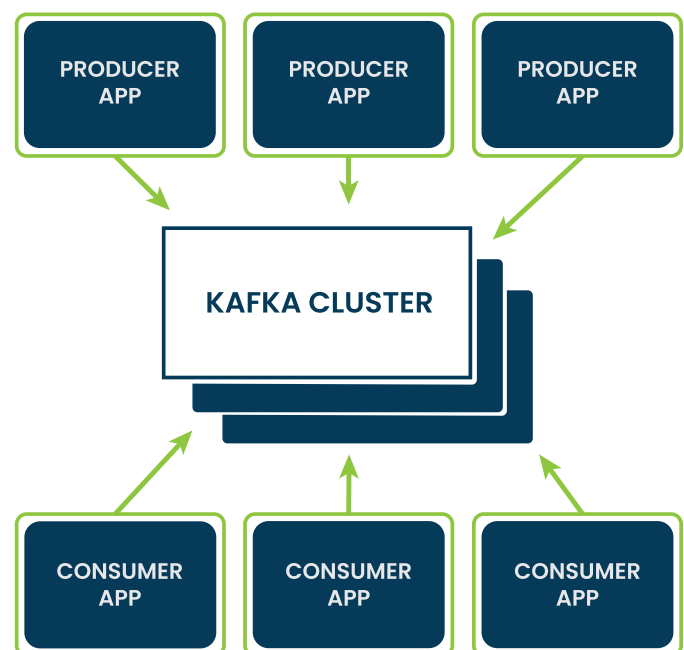 PRODUCER
APP
PRODUCER
APP
PRODUCER
APP
KAFKA CLUSTER
CONSUMER
APP
CONSUMER
APP
CONSUMER
APP